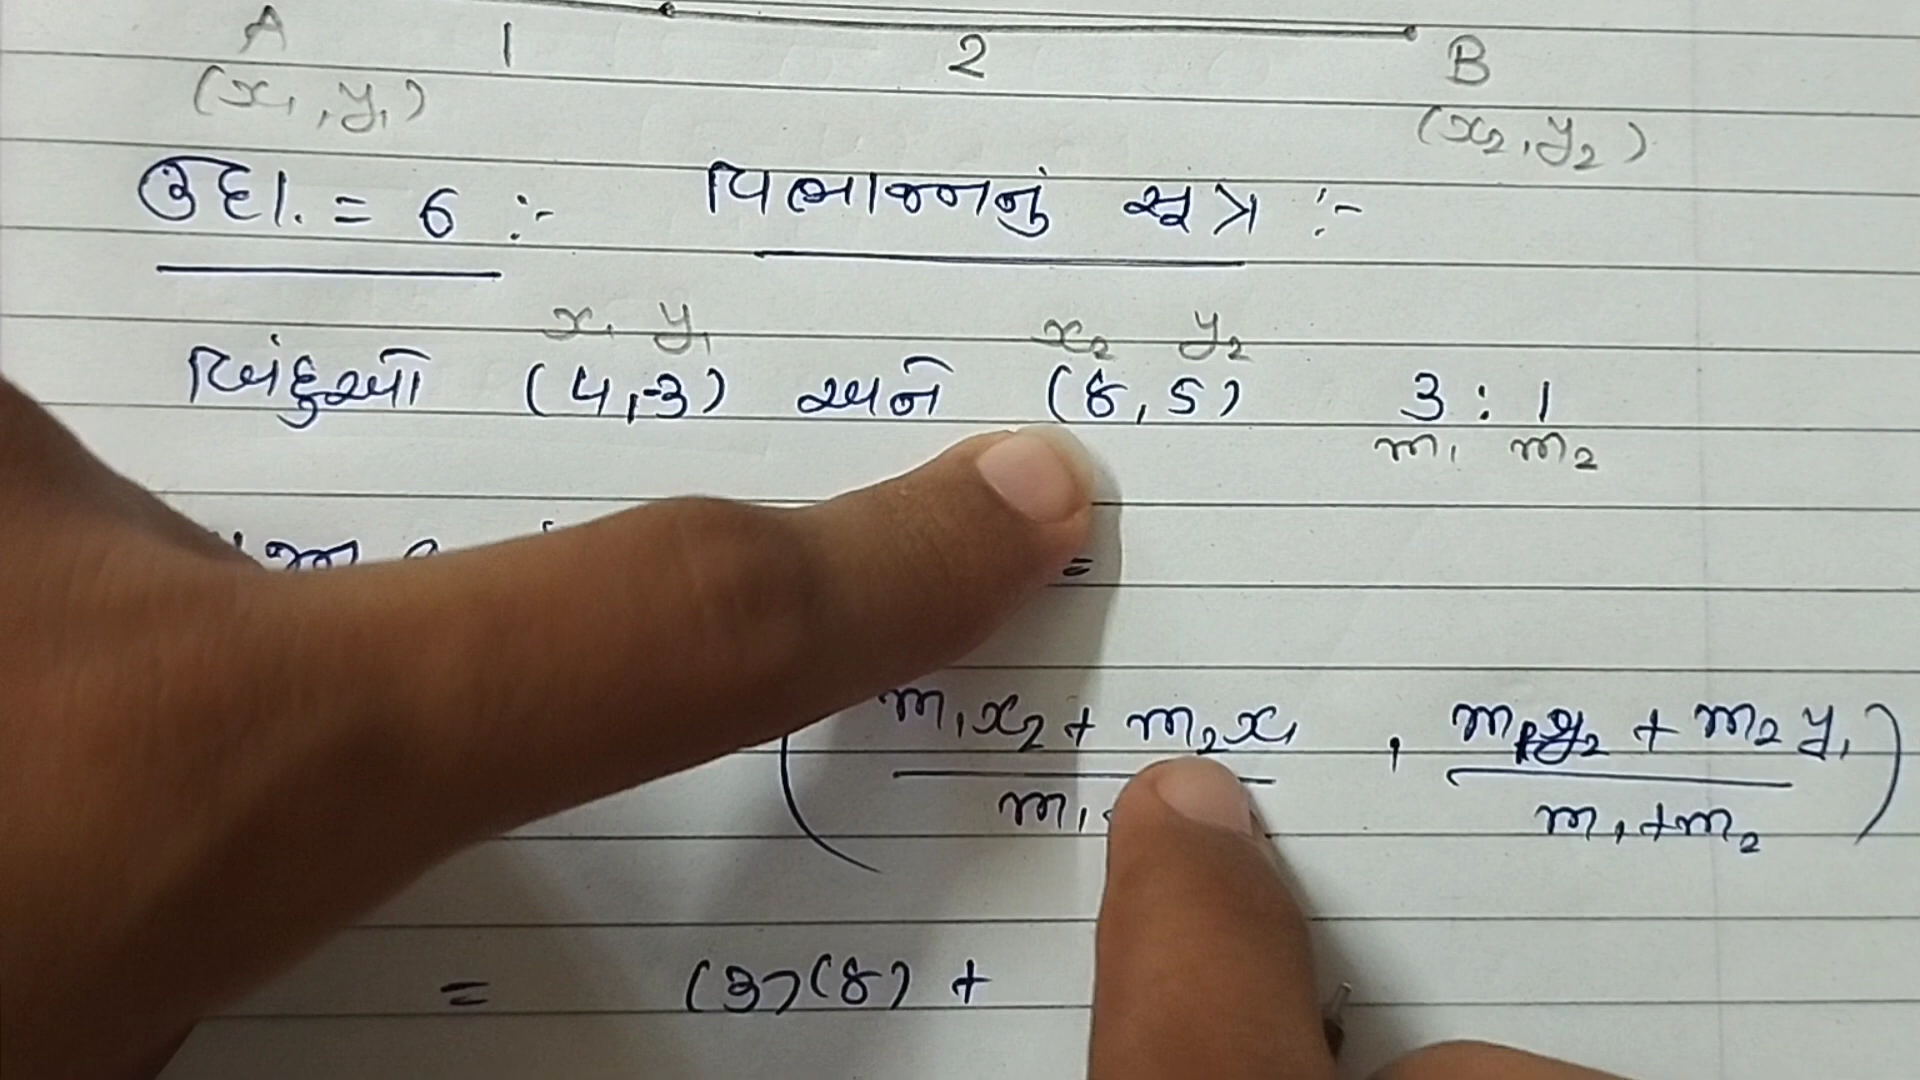 A 1 2 B
(x₁, y₁) (x₂, y₂)
ઉદા. = 6 :- વિભાજનનું સૂત્ર :-
x₁ y₁ x₂ y₂
બિંદુઓ (4,-3) અને (8, 5) 3 : 1
m₁ m₂
=
m₁x₂ + m₂x₁ , m₁y₂ + m₂y₁)
m₁ m₁+m₂
= (3)(8) +